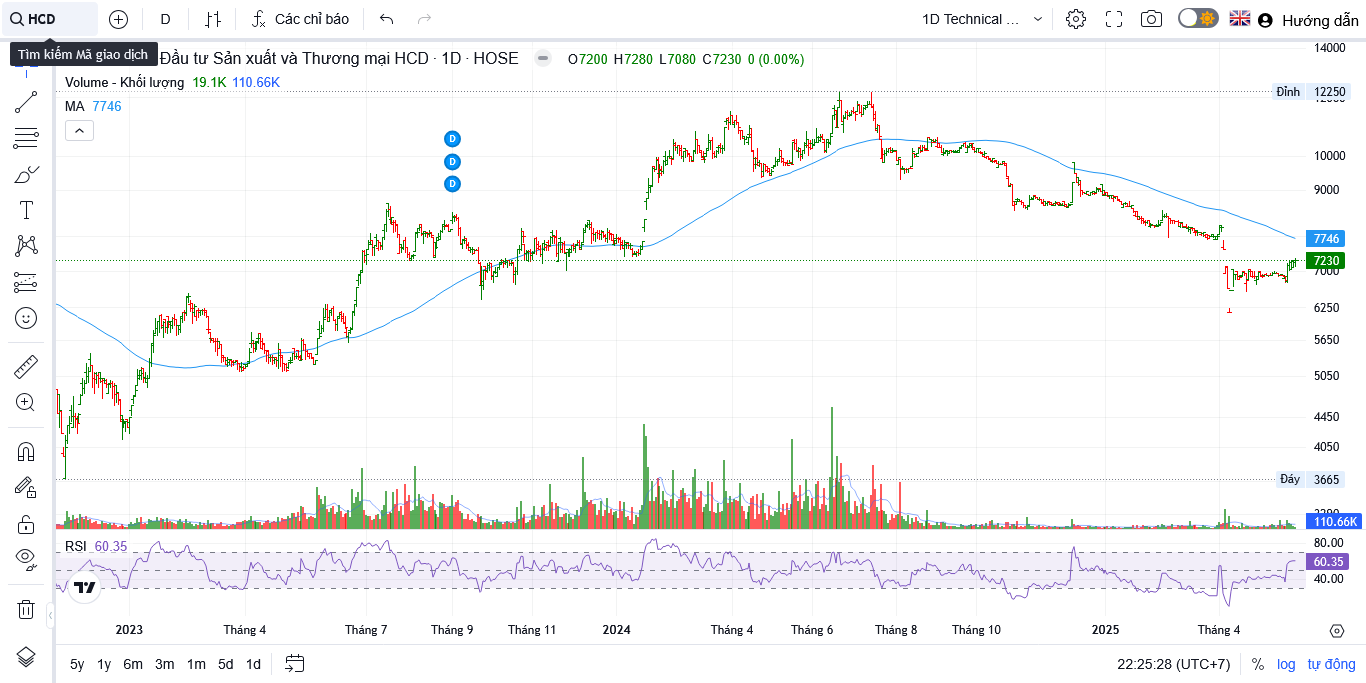 HCD
D
Các chỉ báo
1D Technical ...
Hướng dẫn
Tìm kiếm Mã giao dịch
Đầu tư Sản xuất và Thương mại HCD · 1D · HOSE
O7200 H7280 L7080 C7230 0 (0.00%)
Volume - Khối lượng 19.1K 110.66K
MA 7746
D
D
D
14000
Đỉnh 12250
12000
10000
9000
7746
7230
7000
6250
5650
5050
4450
4050
Đáy 3665
110.66K
RSI 60.35
80.00
60.35
40.00
2023 Tháng 4 Tháng 7 Tháng 9 Tháng 11 2024 Tháng 4 Tháng 6 Tháng 8 Tháng 10 2025 Tháng 4
5y 1y 6m 3m 1m 5d 1d
22:25:28 (UTC+7) % log tự động